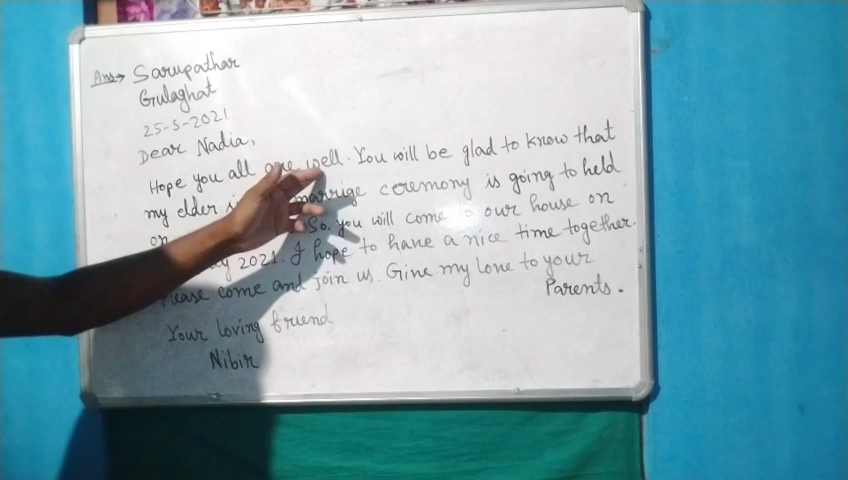 Ans→ Sarupathar
Gulaghat
25-5-2021
Dear Nadia,
Hope you all are well. You will be glad to know that
my elder marrige ceremony is going to held
on So, you will come to our house on
2021. I hope to have a nice time together.
Please come and join us. Give my love to your
Parents.
Your loving friend
Nibir